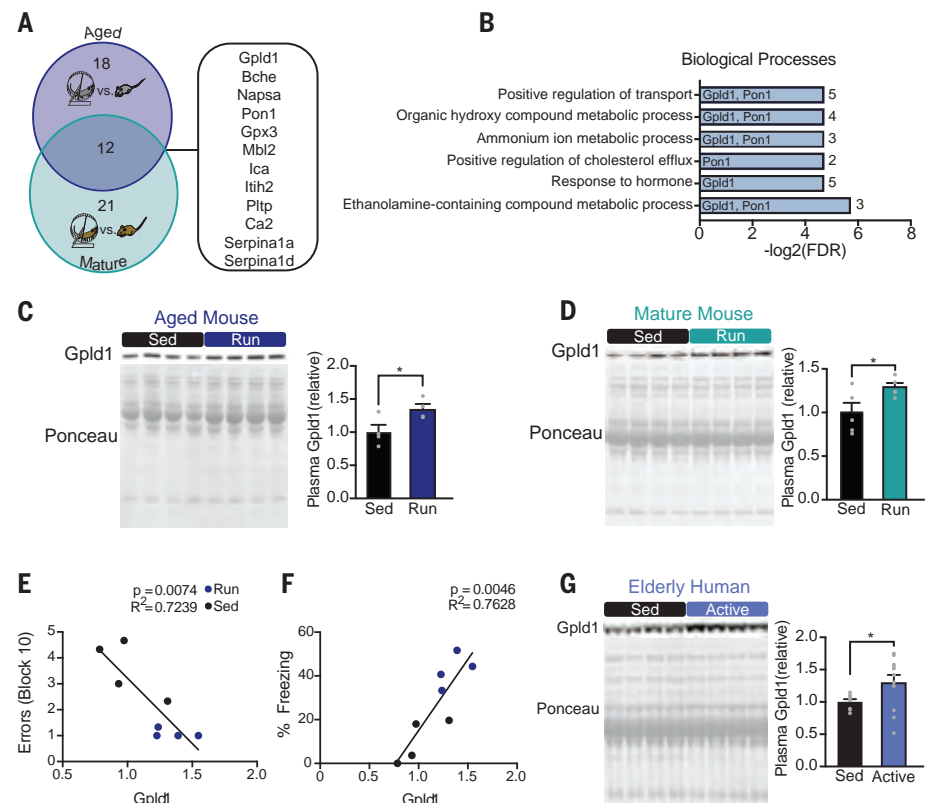 A
Aged
18
vs.
12
21
vs.
Mature
Gpld1
Bche
Napsa
Pon1
Gpx3
Mbl2
Ica
Itih2
Pltp
Ca2
Serpina1a
Serpina1d
B
Biological Processes
Positive regulation of transport Gpld1, Pon1 5
Organic hydroxy compound metabolic process Gpld1, Pon1 4
Ammonium ion metabolic process Gpld1, Pon1 3
Positive regulation of cholesterol efflux Pon1 2
Response to hormone Gpld1 5
Ethanolamine-containing compound metabolic process Gpld1, Pon1 3
0 2 4 6 8
-log2(FDR)
C
Aged Mouse
Sed Run
Gpld1
Ponceau
Plasma Gpld1 (relative)
2.0
1.5
1.0
0.5
0.0
*
Sed Run
D
Mature Mouse
Sed Run
Gpld1
Ponceau
Plasma Gpld1 (relative)
1.5
1.0
0.5
0.0
*
Sed Run
E
p=0.0074
R2=0.7239
Run
Sed
Errors (Block 10)
5
4
3
2
1
0
0.5 1.0 1.5 2.0
Gpld1
F
p=0.0046
R2=0.7628
% Freezing
60
40
20
0
0 0.5 1.0 1.5 2.0
Gpld1
G
Elderly Human
Sed Active
Gpld1
Ponceau
Plasma Gpld1 (relative)
2.0
1.5
1.0
0.5
0.0
*
Sed Active